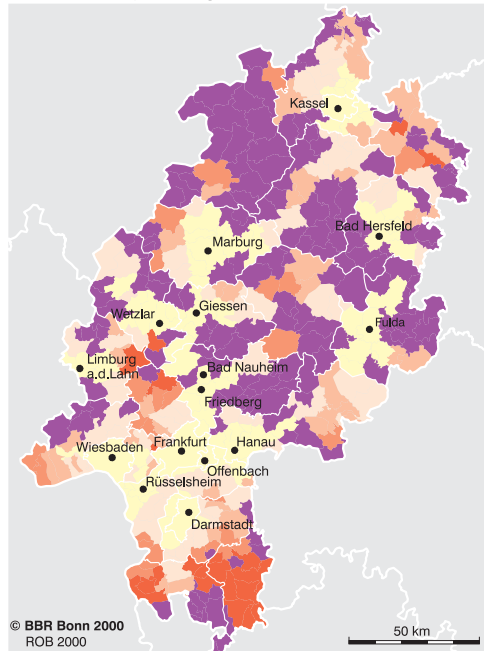 Kassel
Bad Hersfeld
Marburg
Giessen
Wetzlar
Fulda
Limburg
a.d.Lahn
Bad Nauheim
Friedberg
Wiesbaden
Frankfurt
Hanau
Offenbach
Rüsselsheim
Darmstadt
© BBR Bonn 2000
ROB 2000
50 km